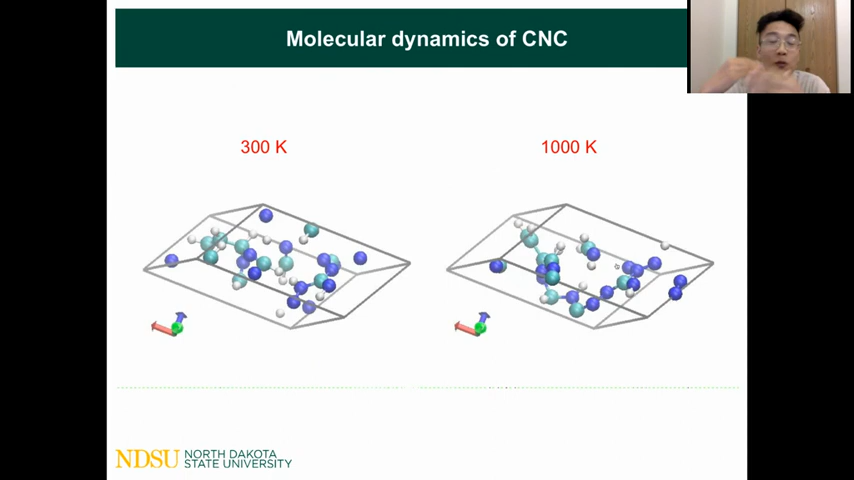 Molecular dynamics of CNC
300 K
1000 K
NDSU NORTH DAKOTA
STATE UNIVERSITY